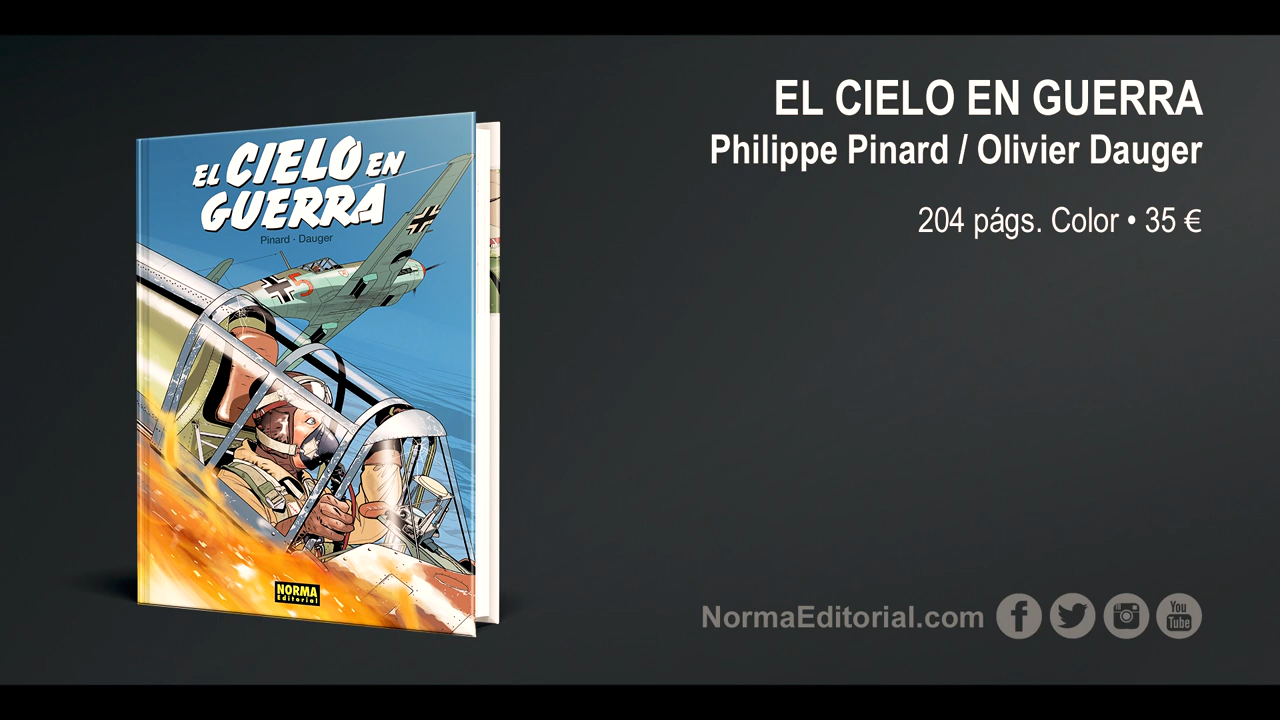 EL CIELO EN
GUERRA
Pinard · Dauger
5
NORMA
Editorial
EL CIELO EN GUERRA
Philippe Pinard / Olivier Dauger
204 págs. Color • 35 €
NormaEditorial.com
You
Tube